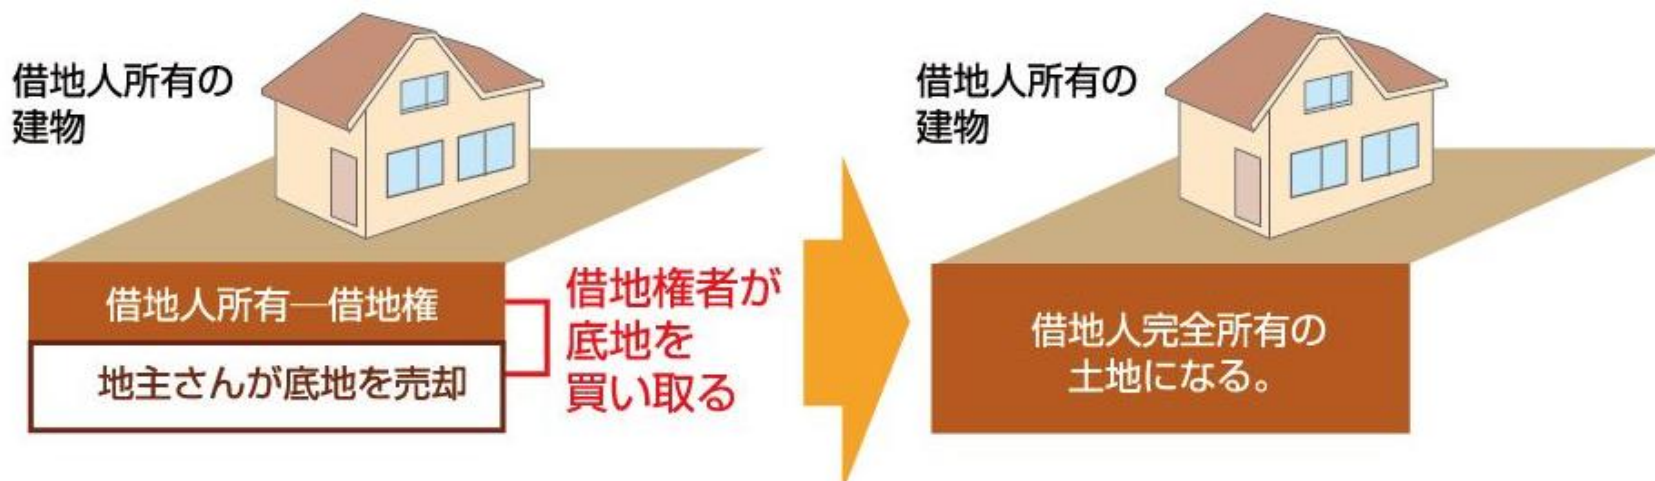 借地人所有の
建物
借地人所有―借地権
地主さんが底地を売却
借地権者が
底地を
買い取る
借地人所有の
建物
借地人完全所有の
土地になる。